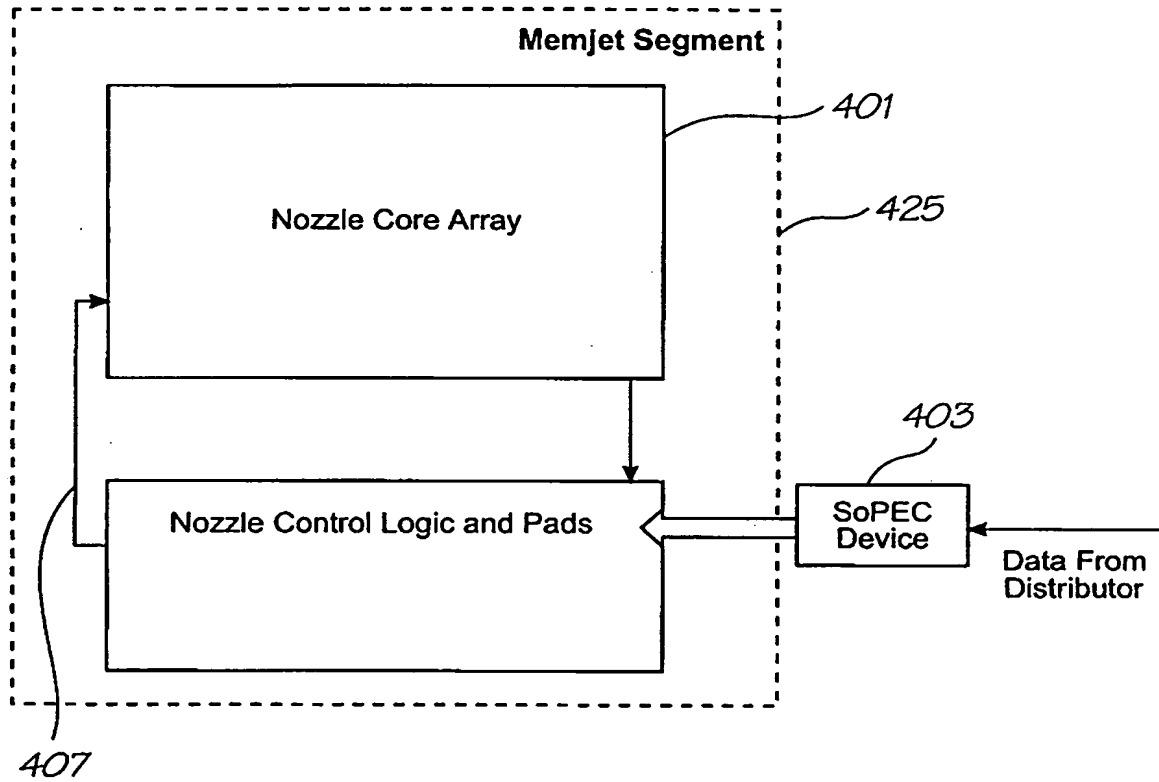 Memjet Segment
401
Nozzle Core Array
425
403
Nozzle Control Logic and Pads
SoPEC
Device
Data From
Distributor
407